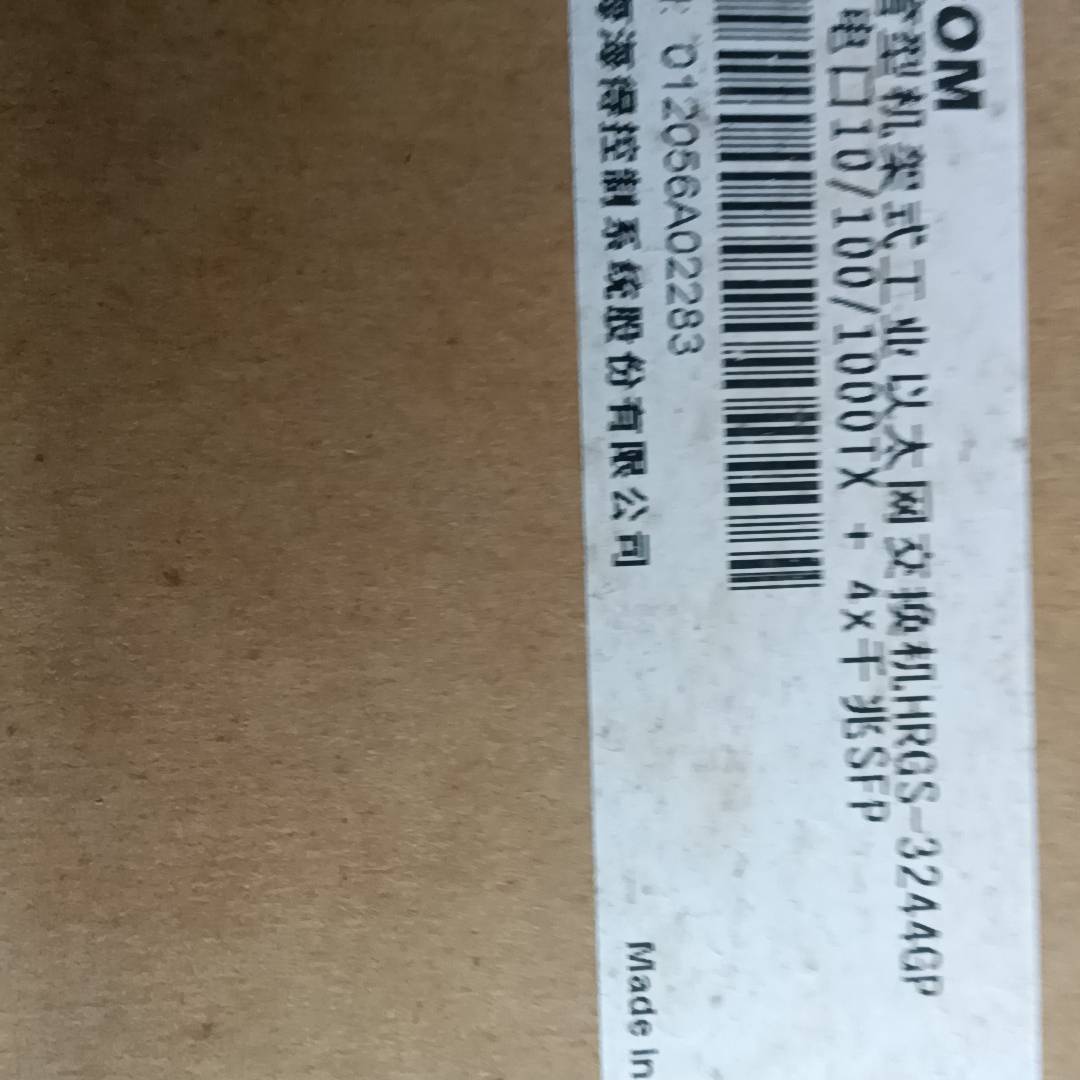 OM
管型机架式工业以太网交换机HRGS-3244GP
电口10/100/1000TX + 4x千兆SFP
: 012056A02283
海得控制系统股份有限公司
Made In